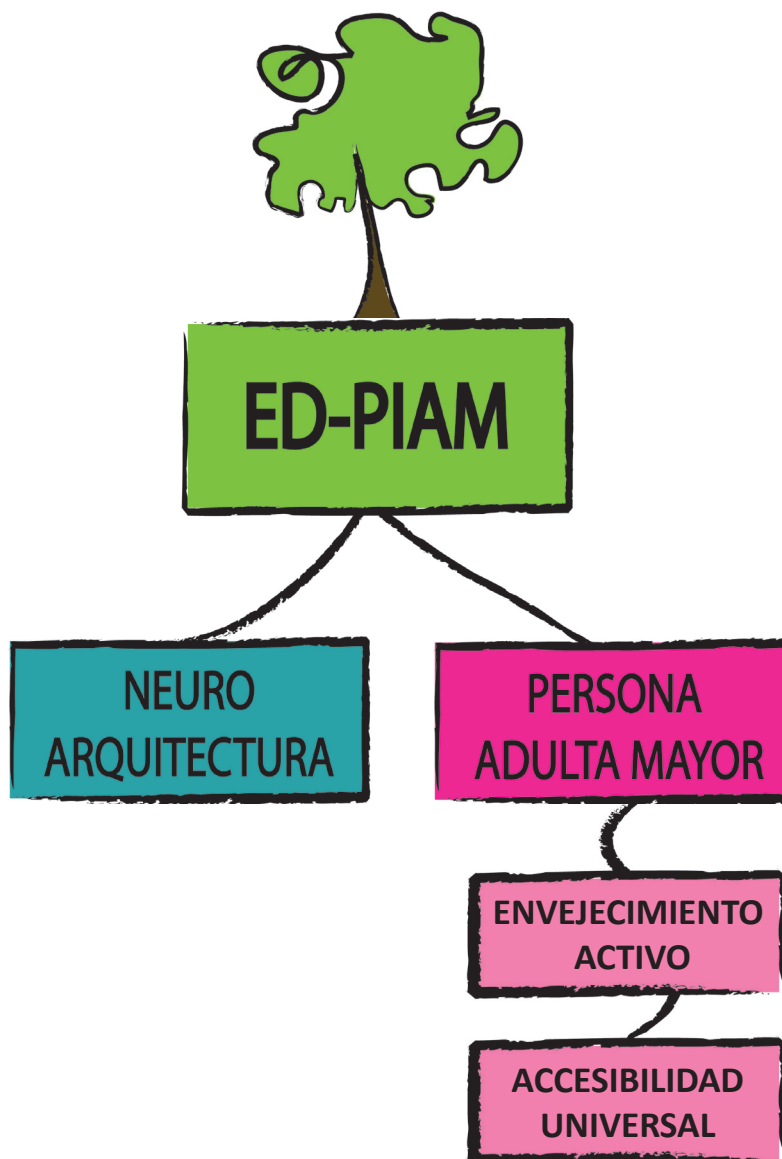 ED-PIAM
NEURO
ARQUITECTURA
PERSONA
ADULTA MAYOR
ENVEJECIMIENTO
ACTIVO
ACCESIBILIDAD
UNIVERSAL